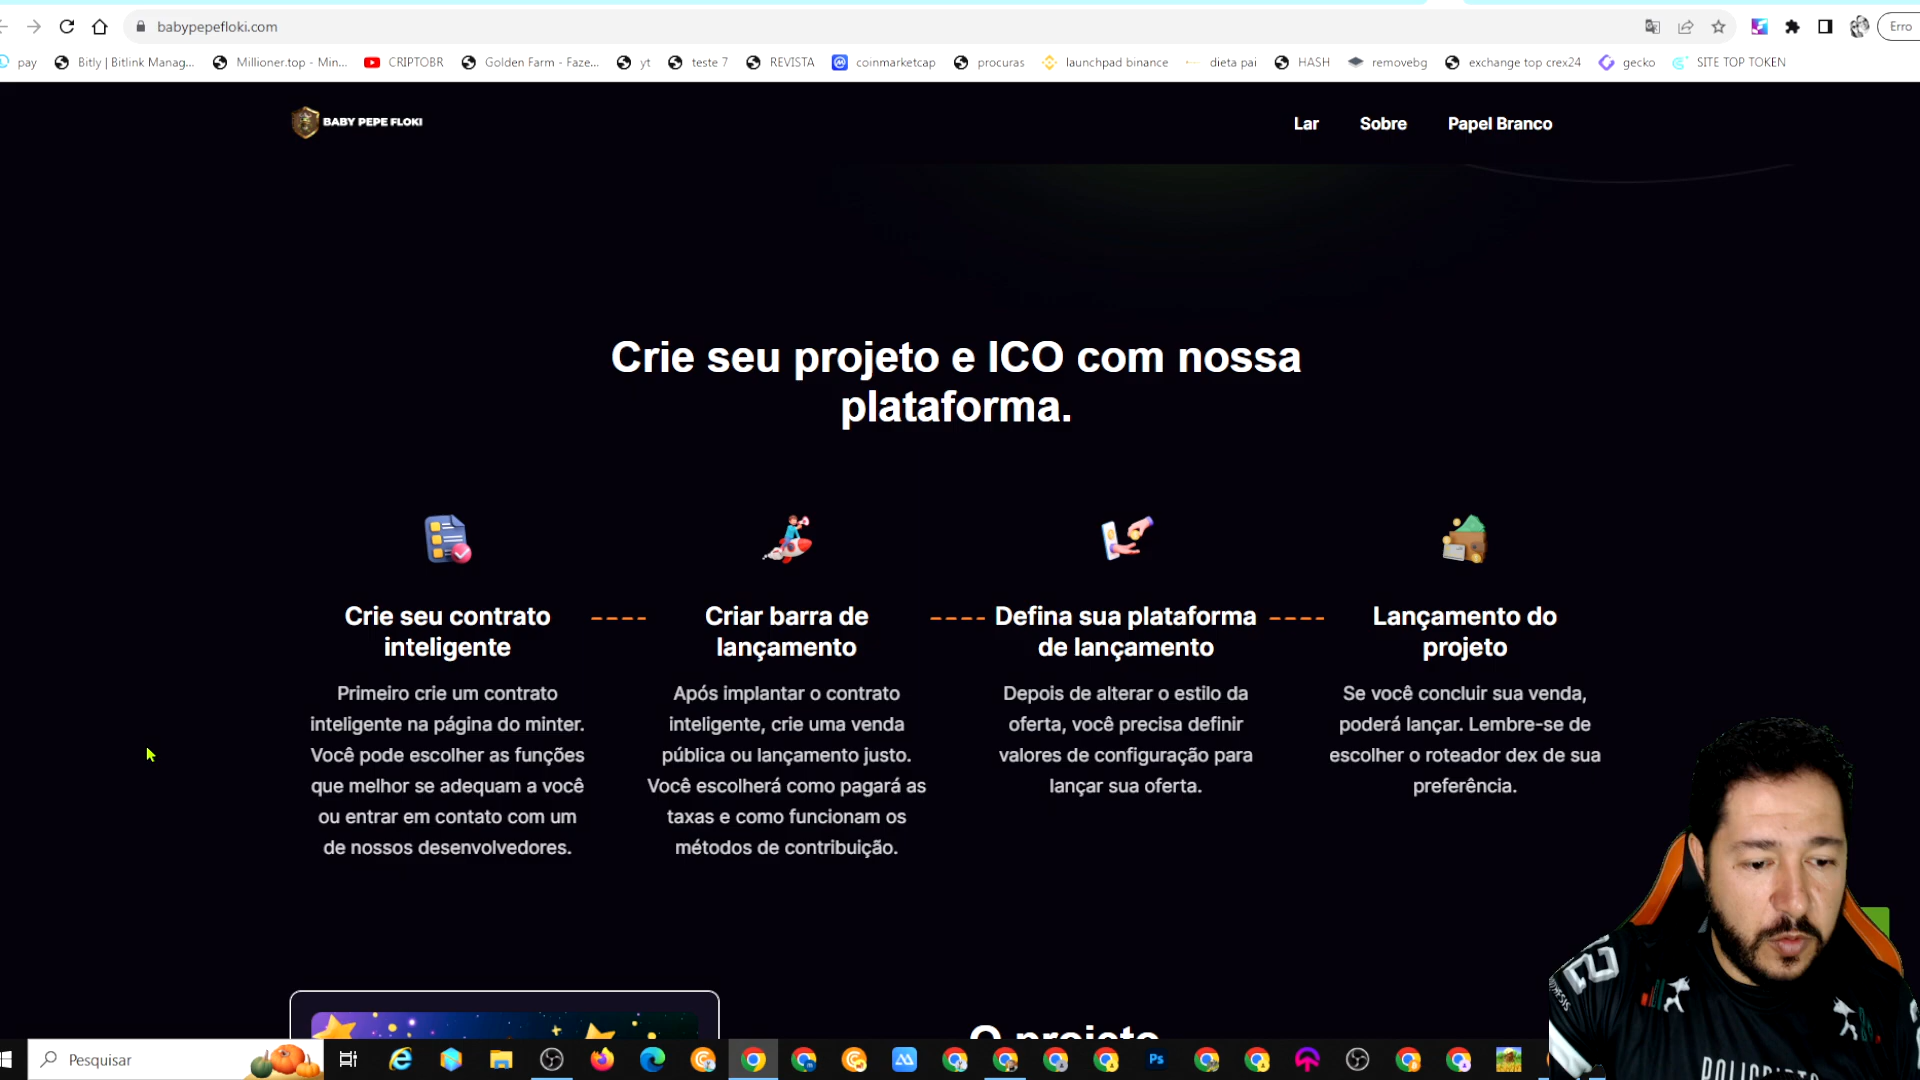 babypepefloki.com
Erro
pay
Bitly | Bitlink Manag...
Millioner.top - Min...
CRIPTOBR
Golden Farm - Faze...
yt
teste 7
REVISTA
coinmarketcap
procuras
launchpad binance
dieta pai
HASH
removebg
exchange top crex24
gecko
SITE TOP TOKEN
BABY PEPE FLOKI
Lar
Sobre
Papel Branco
Crie seu projeto e ICO com nossa
plataforma.
Crie seu contrato
inteligente
Primeiro crie um contrato
inteligente na página do minter.
Você pode escolher as funções
que melhor se adequam a você
ou entrar em contato com um
de nossos desenvolvedores.
Criar barra de
lançamento
Após implantar o contrato
inteligente, crie uma venda
pública ou lançamento justo.
Você escolherá como pagará as
taxas e como funcionam os
métodos de contribuição.
Defina sua plataforma
de lançamento
Depois de alterar o estilo da
oferta, você precisa definir
valores de configuração para
lançar sua oferta.
Lançamento do
projeto
Se você concluir sua venda,
poderá lançar. Lembre-se de
escolher o roteador dex de sua
preferência.
O projeto
Pesquisar
Ps